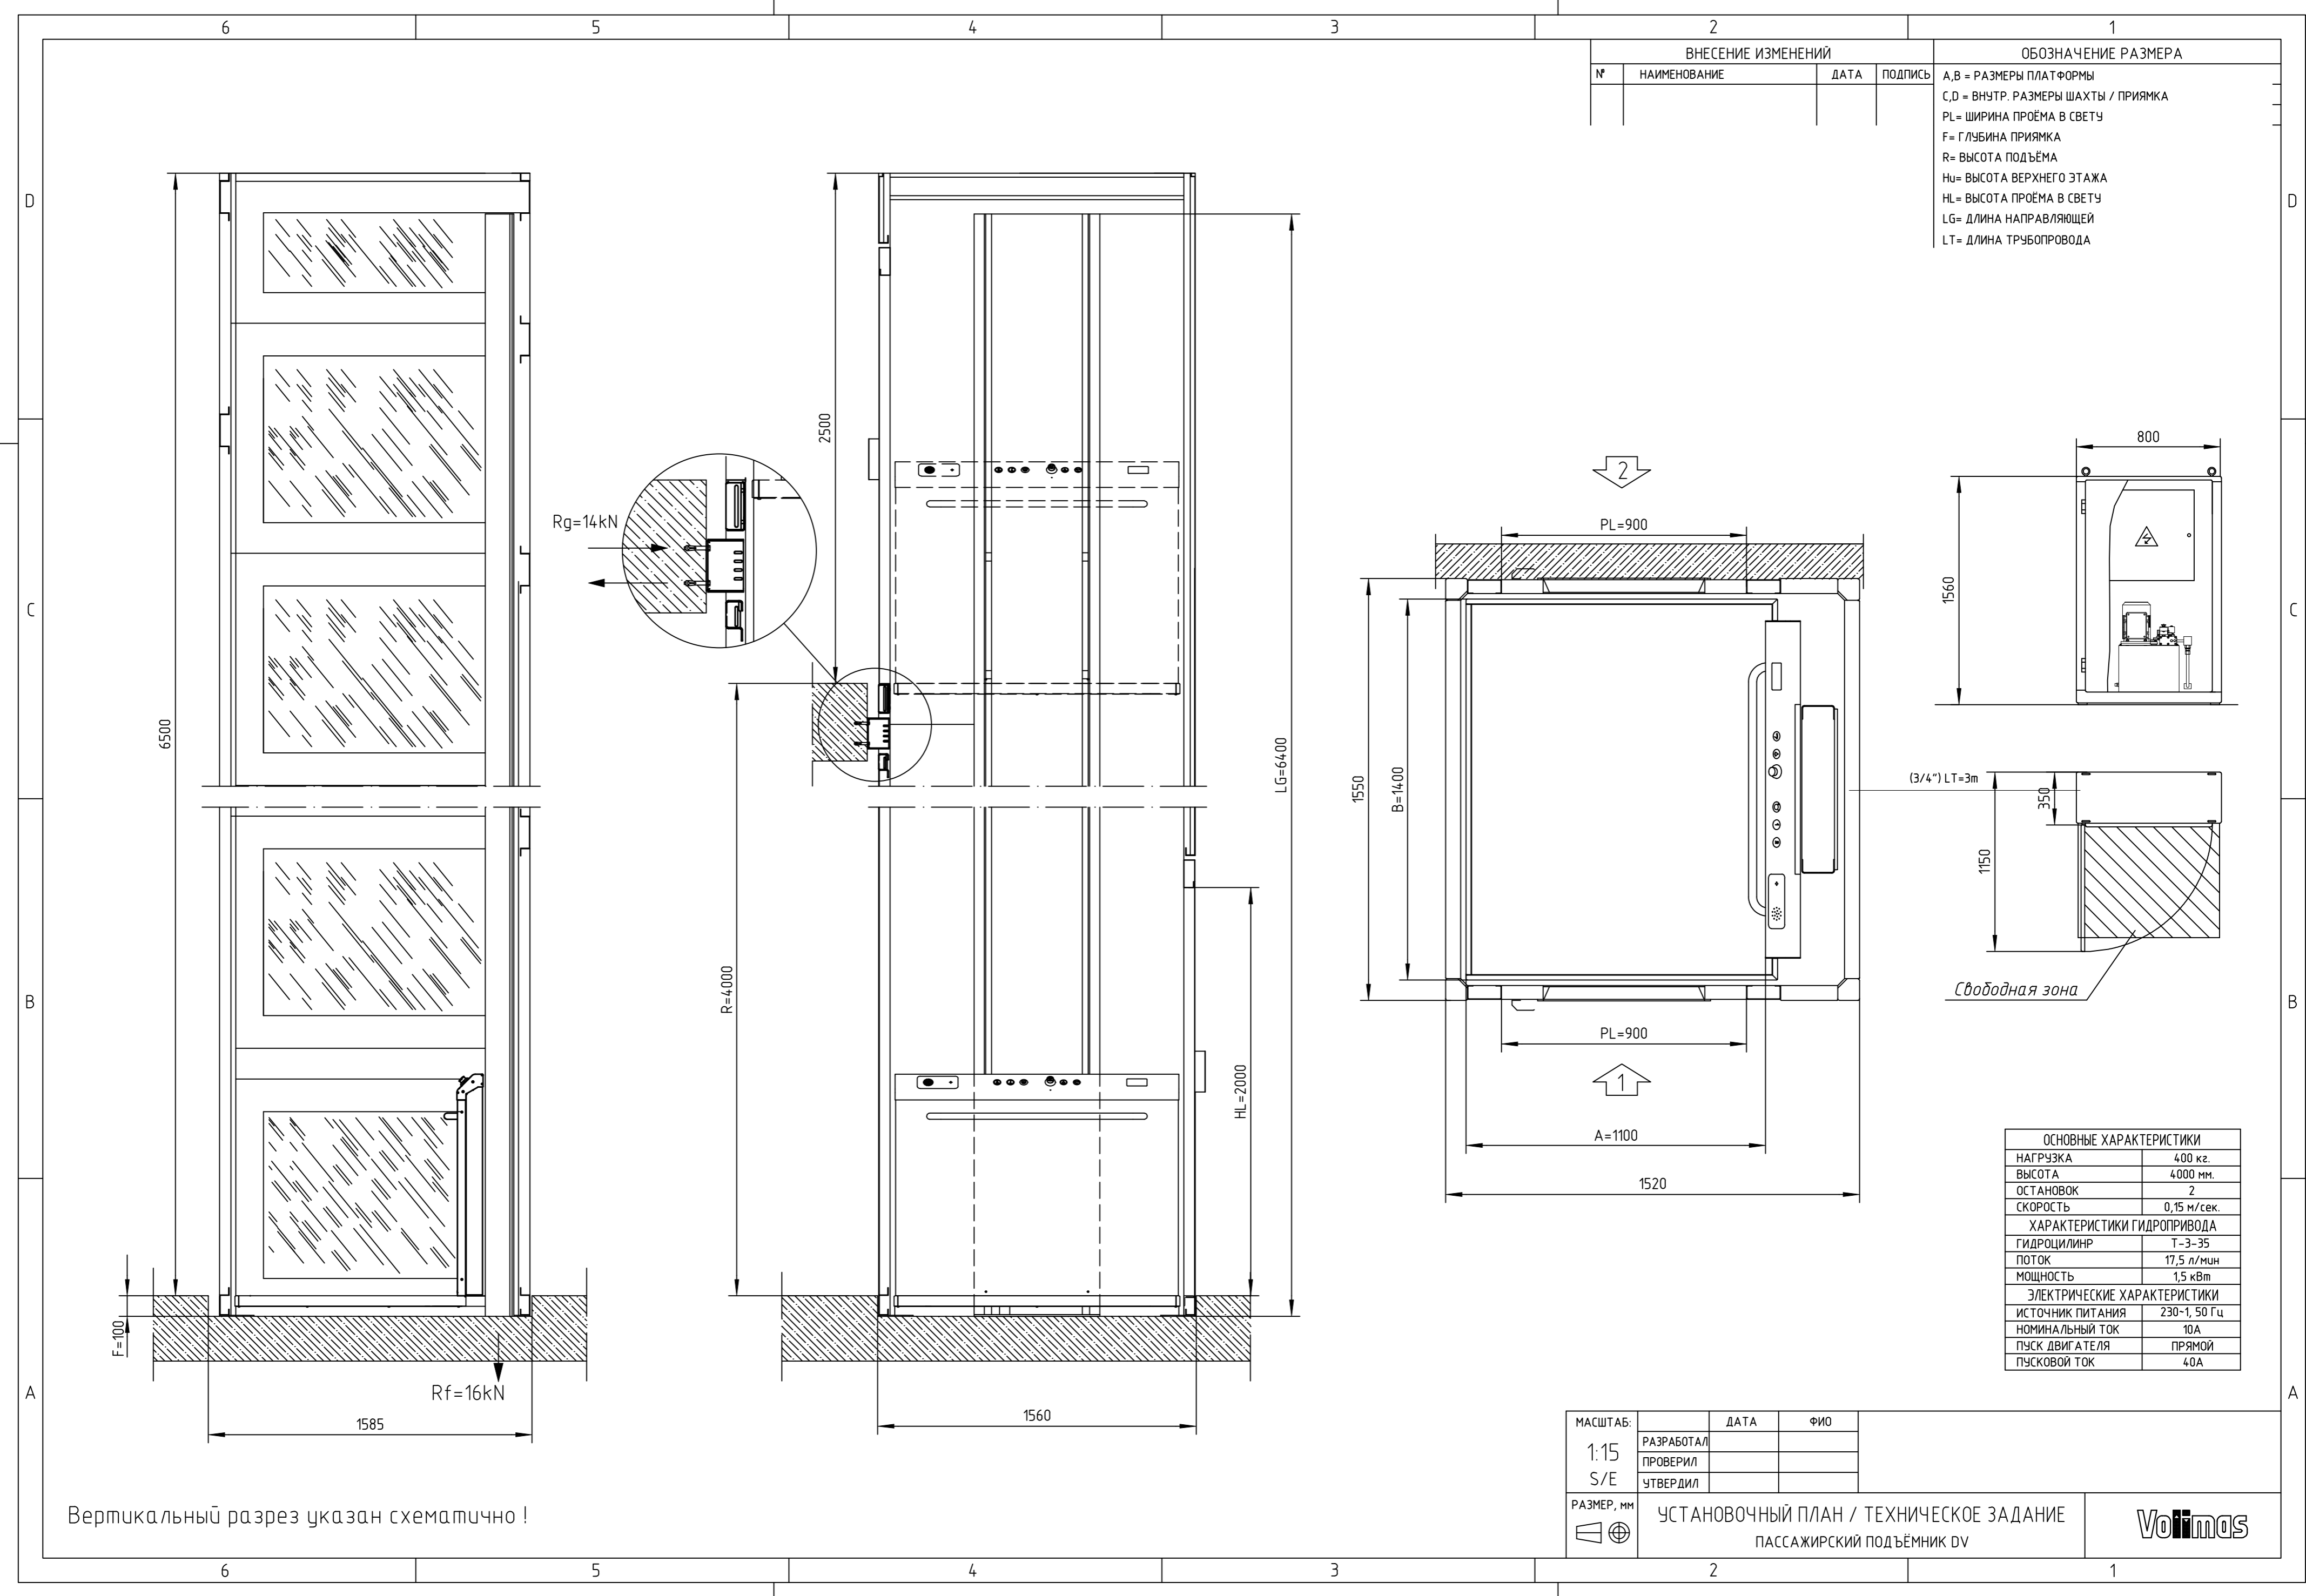 6 5 4 3 2 1
ВНЕСЕНИЕ ИЗМЕНЕНИЙ
№ НАИМЕНОВАНИЕ ДАТА ПОДПИСЬ
ОБОЗНАЧЕНИЕ РАЗМЕРА
A,B = РАЗМЕРЫ ПЛАТФОРМЫ
C,D = ВНУТР. РАЗМЕРЫ ШАХТЫ / ПРИЯМКА
PL= ШИРИНА ПРОЁМА В СВЕТУ
F= ГЛУБИНА ПРИЯМКА
R= ВЫСОТА ПОДЪЁМА
Hu= ВЫСОТА ВЕРХНЕГО ЭТАЖА
HL= ВЫСОТА ПРОЁМА В СВЕТУ
LG= ДЛИНА НАПРАВЛЯЮЩЕЙ
LT= ДЛИНА ТРУБОПРОВОДА
D
D
C
C
B
B
A
A
6500
F=100
Rf=16kN
1585
Rg=14kN
2500
R=4000
LG=6400
HL=2000
1560
2
PL=900
1550
B=1400
PL=900
1
A=1100
1520
800
1560
(3/4") LT=3m
350
1150
Свободная зона
ОСНОВНЫЕ ХАРАКТЕРИСТИКИ
НАГРУЗКА 400 кг.
ВЫСОТА 4000 мм.
ОСТАНОВОК 2
СКОРОСТЬ 0,15 м/сек.
ХАРАКТЕРИСТИКИ ГИДРОПРИВОДА
ГИДРОЦИЛИНР Т-3-35
ПОТОК 17,5 л/мин
МОЩНОСТЬ 1,5 кВт
ЭЛЕКТРИЧЕСКИЕ ХАРАКТЕРИСТИКИ
ИСТОЧНИК ПИТАНИЯ 230~1, 50 Гц
НОМИНАЛЬНЫЙ ТОК 10А
ПУСК ДВИГАТЕЛЯ ПРЯМОЙ
ПУСКОВОЙ ТОК 40А
МАСШТАБ: ДАТА ФИО
1:15
S/E
РАЗРАБОТАЛ
ПРОВЕРИЛ
УТВЕРДИЛ
РАЗМЕР, мм
УСТАНОВОЧНЫЙ ПЛАН / ТЕХНИЧЕСКОЕ ЗАДАНИЕ
ПАССАЖИРСКИЙ ПОДЪЁМНИК DV
Volimas
Вертикальный разрез указан схематично !
6 5 4 3 2 1